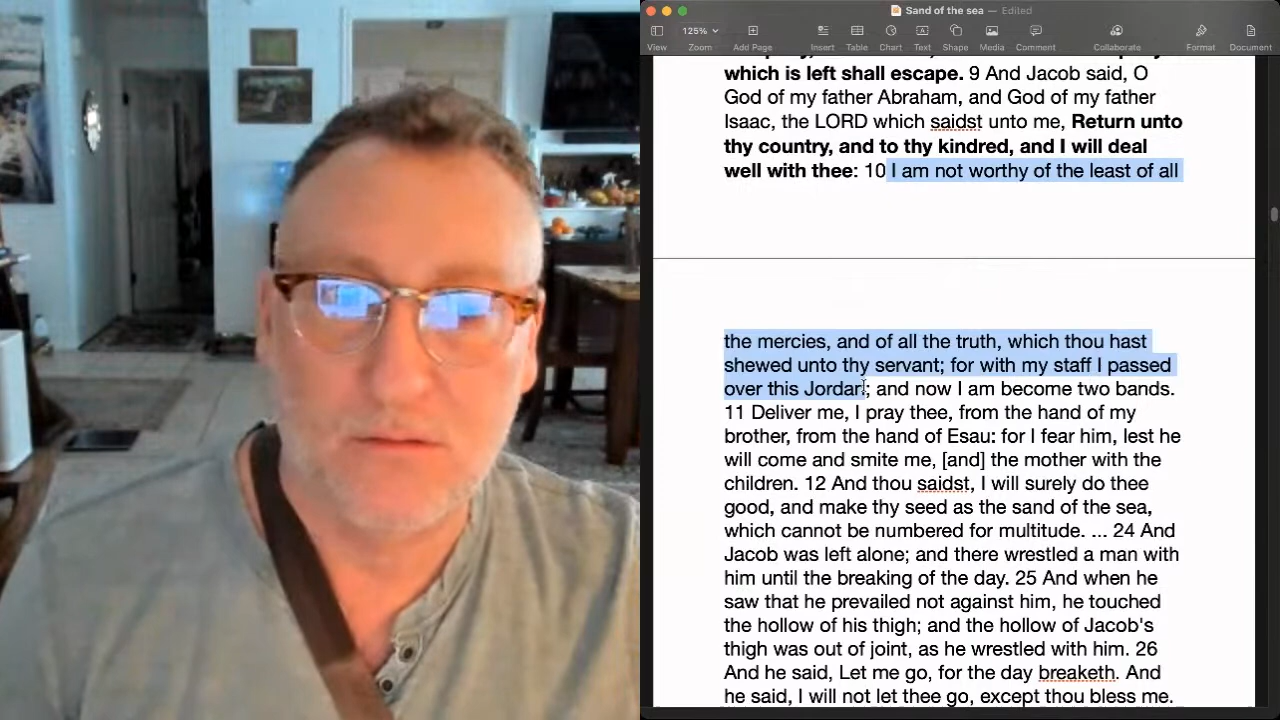 Sand of the sea — Edited
125%
View Zoom Add Page Insert Table Chart Text Shape Media Comment Collaborate Format Document
which is left shall escape. 9 And Jacob said, O
God of my father Abraham, and God of my father
Isaac, the LORD which saidst unto me, Return unto
thy country, and to thy kindred, and I will deal
well with thee: 10 I am not worthy of the least of all
the mercies, and of all the truth, which thou hast
shewed unto thy servant; for with my staff I passed
over this Jordan; and now I am become two bands.
11 Deliver me, I pray thee, from the hand of my
brother, from the hand of Esau: for I fear him, lest he
will come and smite me, [and] the mother with the
children. 12 And thou saidst, I will surely do thee
good, and make thy seed as the sand of the sea,
which cannot be numbered for multitude. ... 24 And
Jacob was left alone; and there wrestled a man with
him until the breaking of the day. 25 And when he
saw that he prevailed not against him, he touched
the hollow of his thigh; and the hollow of Jacob's
thigh was out of joint, as he wrestled with him. 26
And he said, Let me go, for the day breaketh. And
he said, I will not let thee go, except thou bless me.